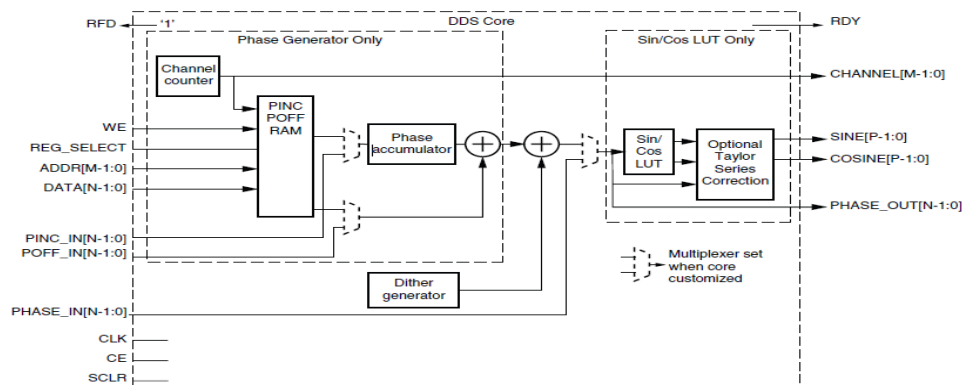 RFD
'1'
DDS Core
RDY
Phase Generator Only
Sin/Cos LUT Only
Channel
counter
CHANNEL[M-1:0]
PINC
POFF
RAM
WE
REG_SELECT
ADDR[M-1:0]
DATA[N-1:0]
Phase
accumulator
Sin/
Cos
LUT
Optional
Taylor
Series
Correction
SINE[P-1:0]
COSINE[P-1:0]
PHASE_OUT[N-1:0]
PINC_IN[N-1:0]
POFF_IN[N-1:0]
Multiplexer set
when core
customized
Dither
generator
PHASE_IN[N-1:0]
CLK
CE
SCLR